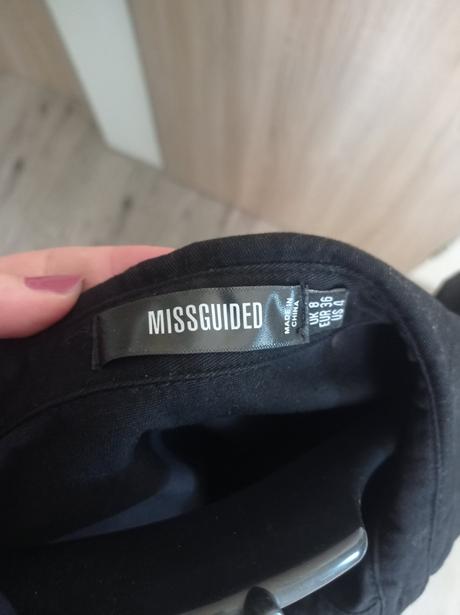 MISSGUIDED
MADE IN
CHINA
UK 8
EUR 36
US 4